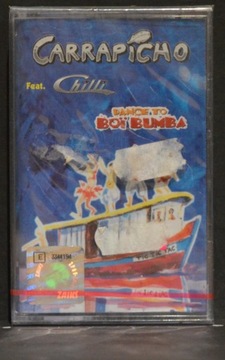 CARRAPICHO
Feat. Chilli
DANCE TO
BOI BUMBA
E